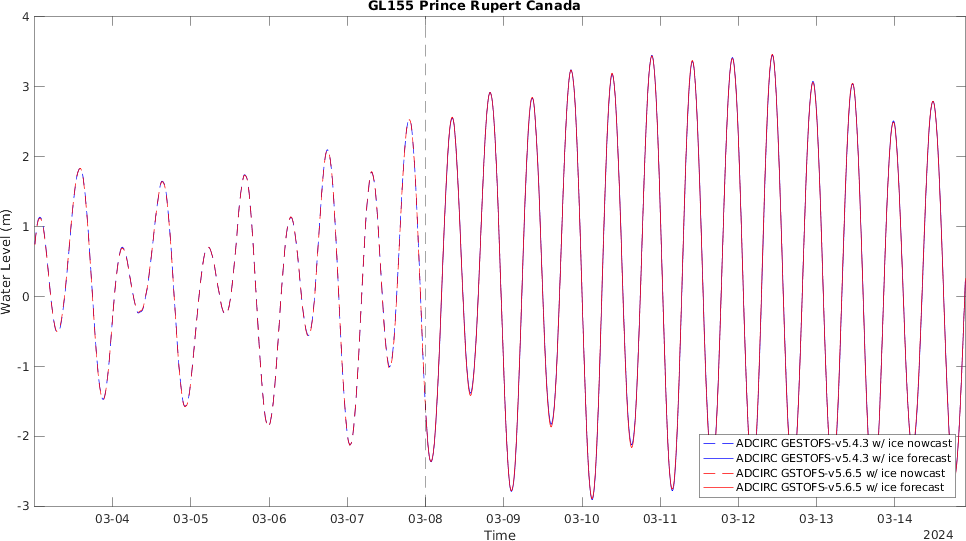 GL155 Prince Rupert Canada
4
3
2
1
0
-1
-2
-3
Water Level (m)
ADCIRC GESTOFS-v5.4.3 w/ ice nowcast
ADCIRC GESTOFS-v5.4.3 w/ ice forecast
ADCIRC GSTOFS-v5.6.5 w/ ice nowcast
ADCIRC GSTOFS-v5.6.5 w/ ice forecast
03-04 03-05 03-06 03-07 03-08 03-09 03-10 03-11 03-12 03-13 03-14
Time
2024